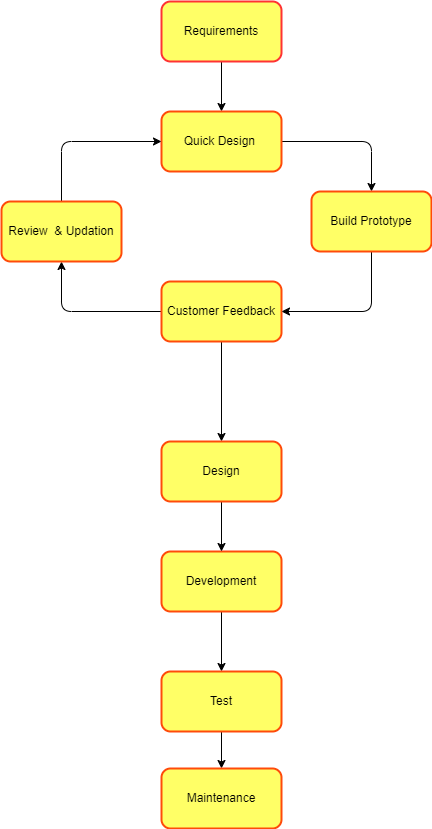 Requirements
Quick Design
Build Prototype
Review  & Updation
Customer Feedback
Design
Development
Test
Maintenance